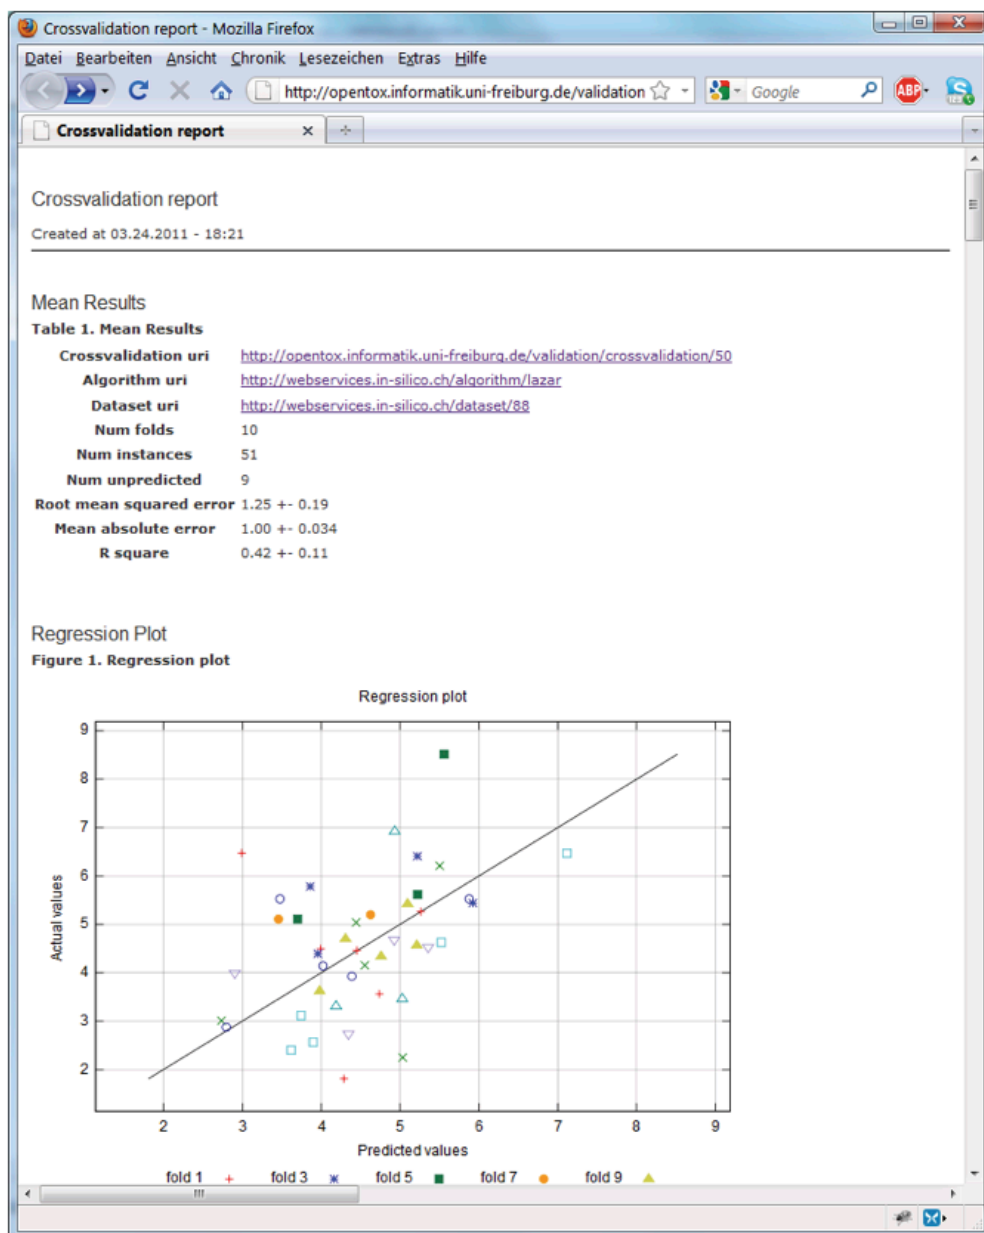 Crossvalidation report - Mozilla Firefox
Datei Bearbeiten Ansicht Chronik Lesezeichen Extras Hilfe
http://opentox.informatik.uni-freiburg.de/validation Google ABP
Crossvalidation report
Crossvalidation report
Created at 03.24.2011 - 18:21
Mean Results
Table 1. Mean Results
Crossvalidation uri http://opentox.informatik.uni-freiburg.de/validation/crossvalidation/50
Algorithm uri http://webservices.in-silico.ch/algorithm/lazar
Dataset uri http://webservices.in-silico.ch/dataset/88
Num folds 10
Num instances 51
Num unpredicted 9
Root mean squared error 1.25 +- 0.19
Mean absolute error 1.00 +- 0.034
R square 0.42 +- 0.11
Regression Plot
Figure 1. Regression plot
Regression plot
9
8
7
6
5
4
3
2
Actual values
2 3 4 5 6 7 8 9
Predicted values
fold 1 fold 3 fold 5 fold 7 fold 9